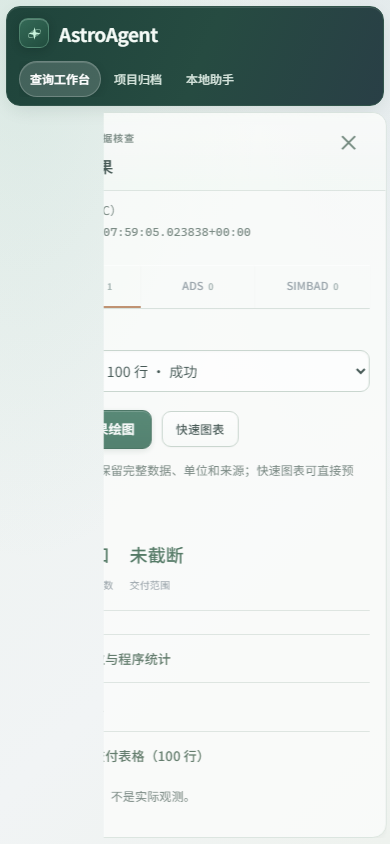 AstroAgent
查询工作台 项目归档 本地助手
据核查
果
C）
07:59:05.023838+00:00
1 ADS 0 SIMBAD 0
100 行 · 成功
绘图 快速图表
保留完整数据、单位和来源；快速图表可直接预
未截断
数 交付范围
与程序统计
付表格（100 行）
不是实际观测。